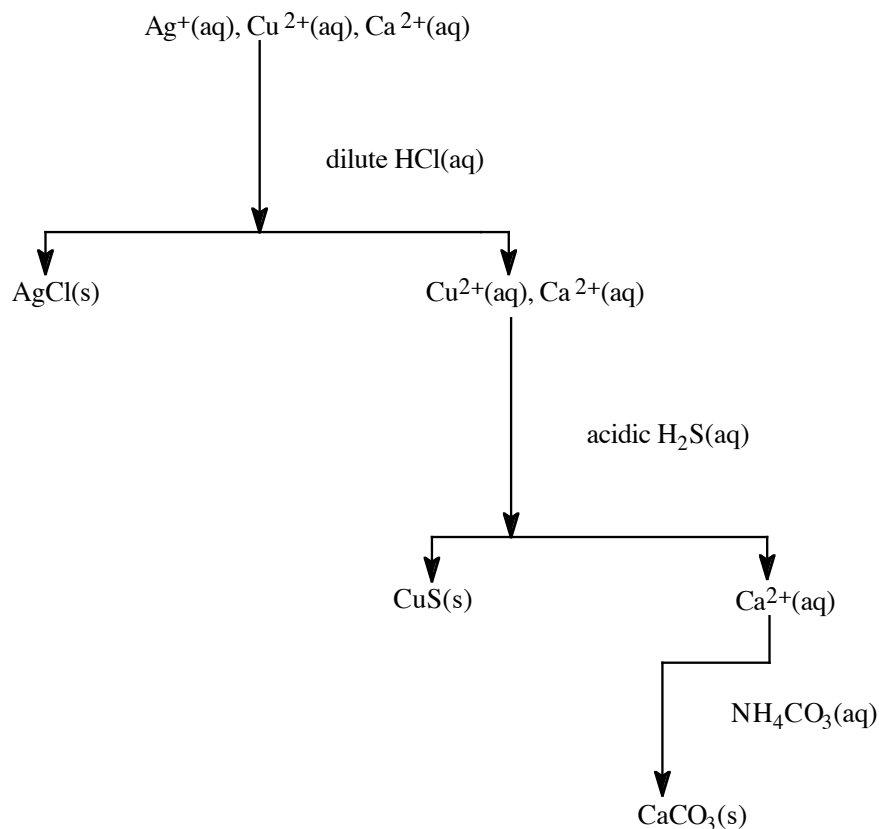 Ag⁺(aq), Cu²⁺(aq), Ca²⁺(aq)
dilute HCl(aq)
AgCl(s)
Cu²⁺(aq), Ca²⁺(aq)
acidic H₂S(aq)
CuS(s)
Ca²⁺(aq)
NH₄CO₃(aq)
CaCO₃(s)